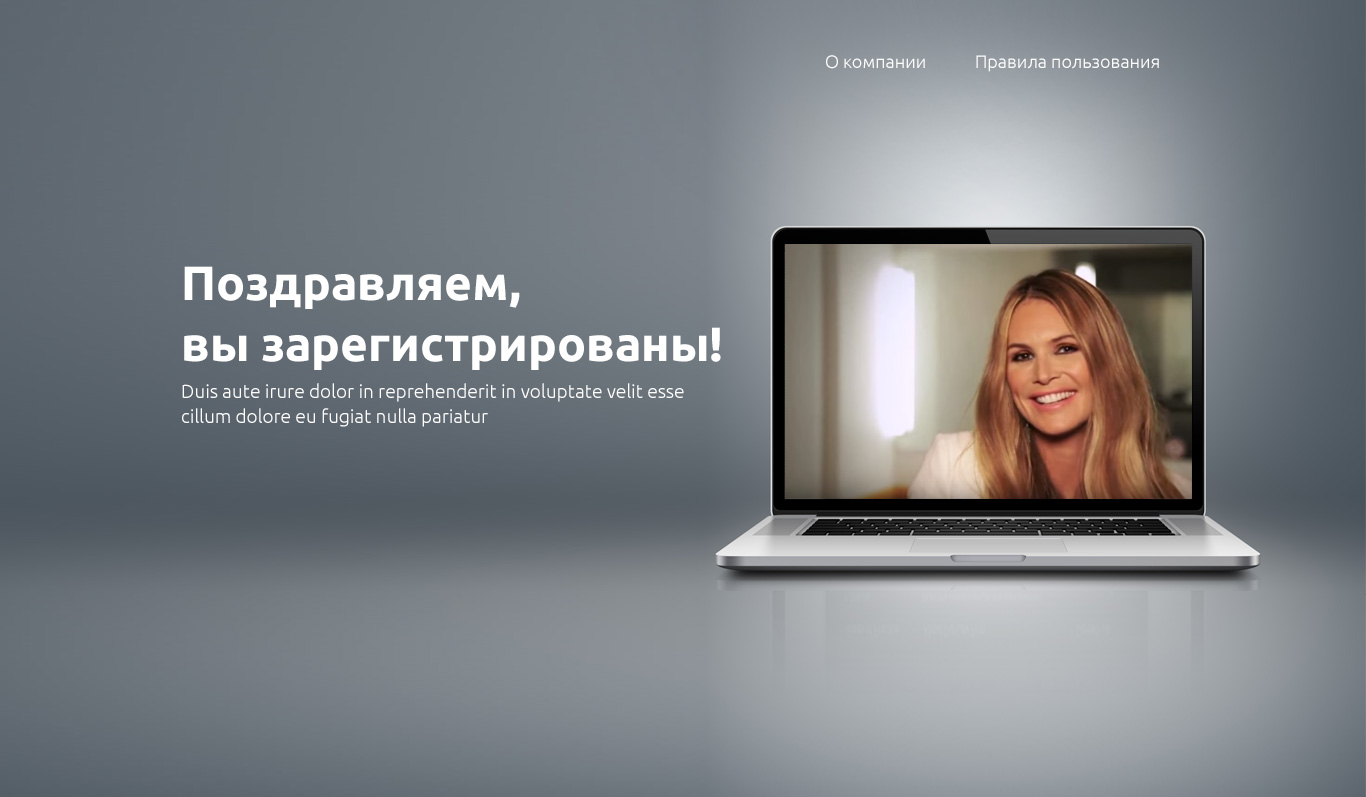 О компании Правила пользования
Поздравляем,
вы зарегистрированы!
Duis aute irure dolor in reprehenderit in voluptate velit esse
cillum dolore eu fugiat nulla pariatur